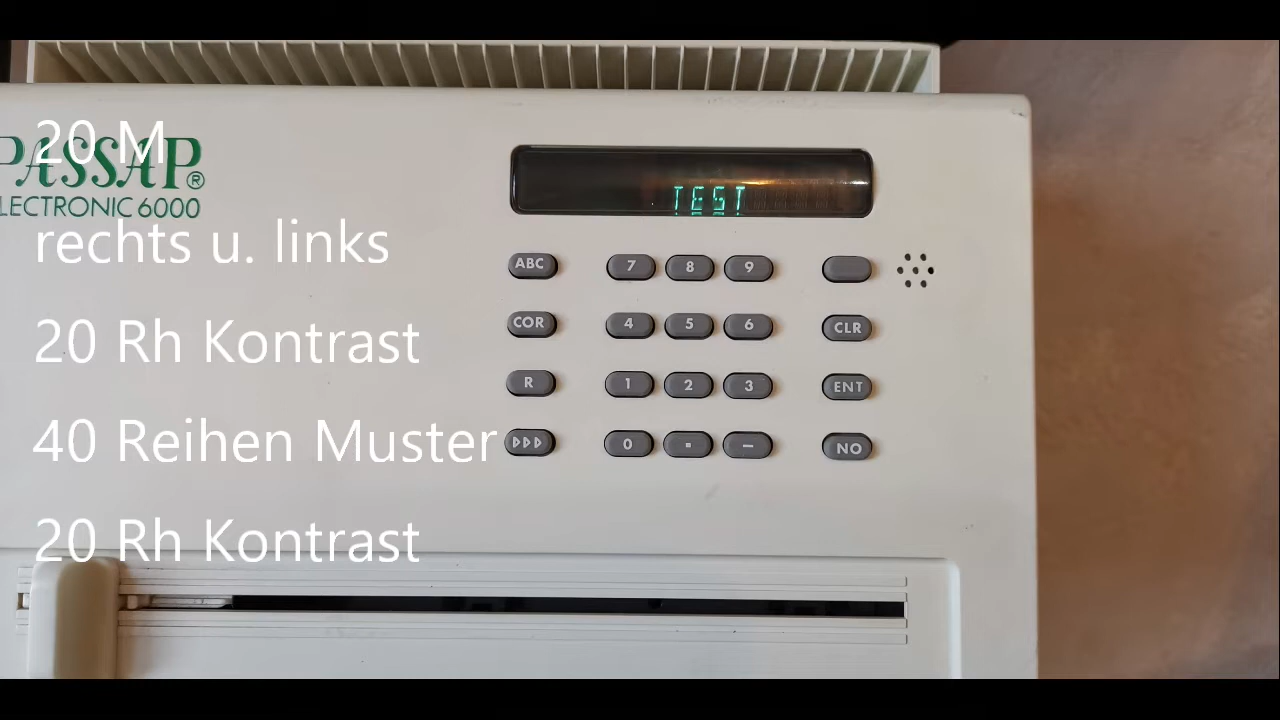 20 M
PASSAP®
ELECTRONIC 6000
rechts u. links
20 Rh Kontrast
40 Reihen Muster
20 Rh Kontrast
TEST
ABC 7 8 9
COR 4 5 6 CLR
R 1 2 3 ENT
▷▷▷ 0 . – NO